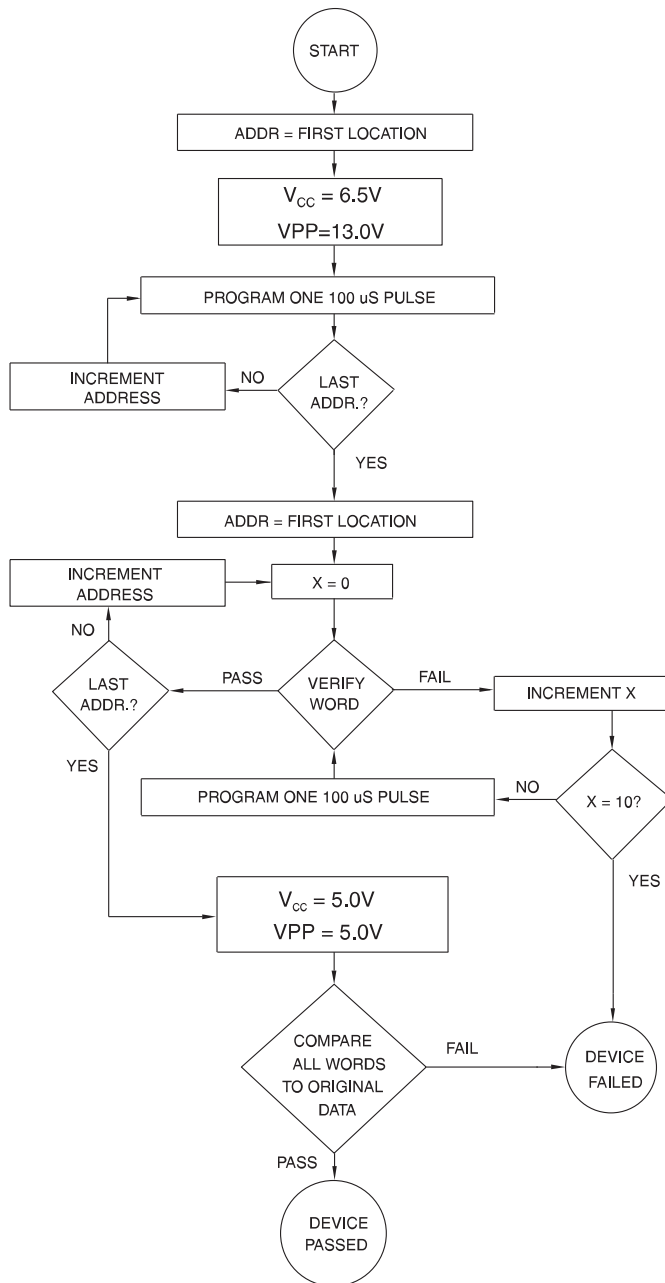 START
ADDR = FIRST LOCATION
VCC = 6.5V
VPP=13.0V
PROGRAM ONE 100 uS PULSE
INCREMENT
ADDRESS
NO
LAST
ADDR.?
YES
ADDR = FIRST LOCATION
INCREMENT
ADDRESS
X = 0
NO
LAST
ADDR.?
PASS
VERIFY
WORD
FAIL
INCREMENT X
YES
PROGRAM ONE 100 uS PULSE
NO
X = 10?
YES
VCC = 5.0V
VPP = 5.0V
COMPARE
ALL WORDS
TO ORIGINAL
DATA
FAIL
DEVICE
FAILED
PASS
DEVICE
PASSED